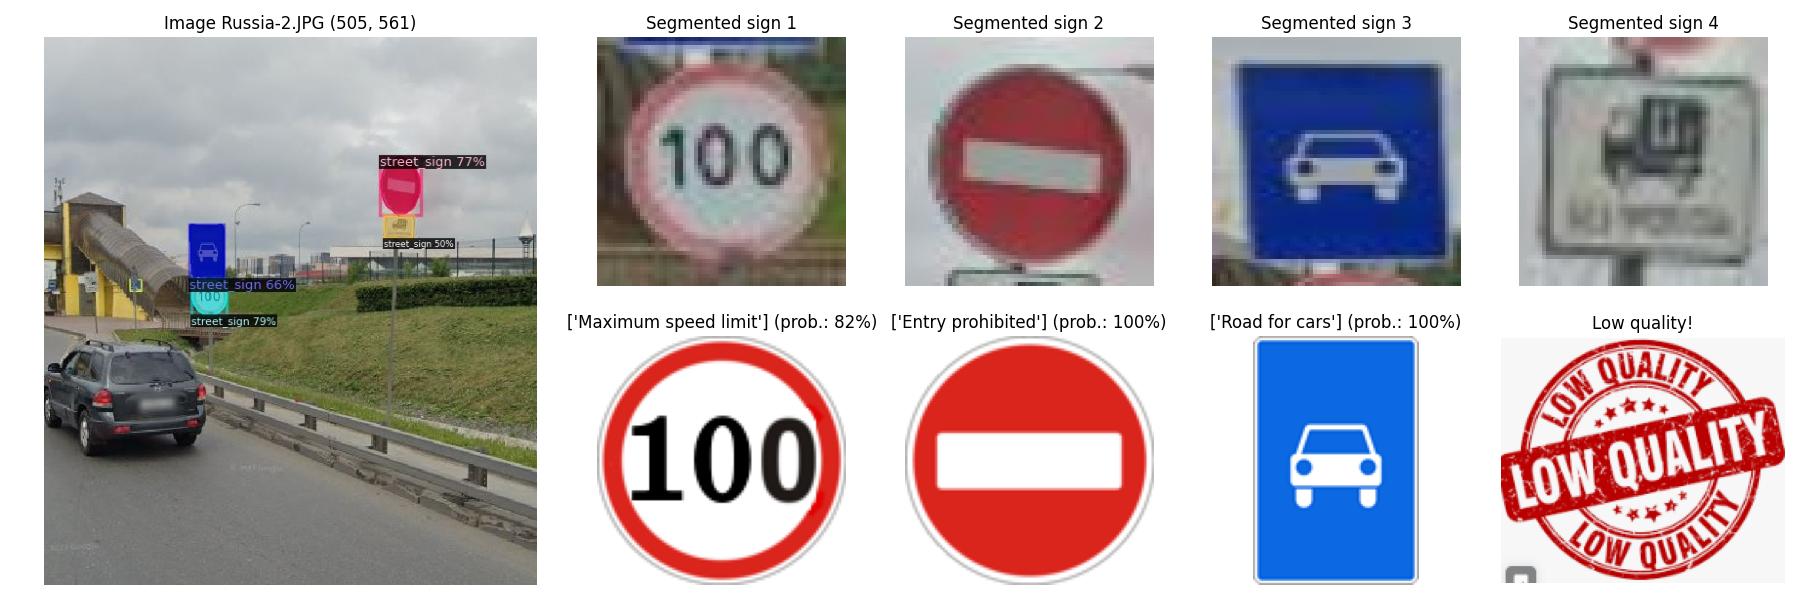 Image Russia-2.JPG (505, 561)
Segmented sign 1
Segmented sign 2
Segmented sign 3
Segmented sign 4
street_sign 77%
street_sign 50%
street_sign 66%
100
street_sign 79%
100
['Maximum speed limit'] (prob.: 82%)
['Entry prohibited'] (prob.: 100%)
['Road for cars'] (prob.: 100%)
Low quality!
100
LOW QUALITY
LOW QUALITY
LOW QUALITY